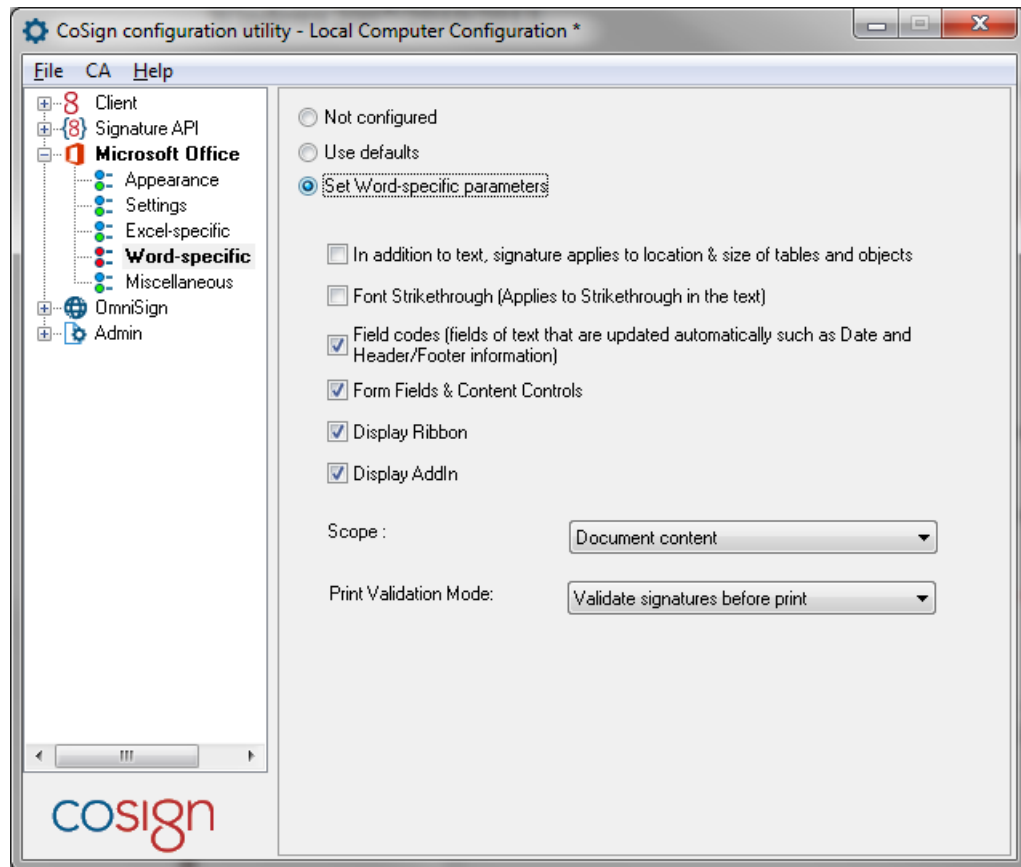 CoSign configuration utility - Local Computer Configuration *
File CA Help
Client
Signature API
Microsoft Office
Appearance
Settings
Excel-specific
Word-specific
Miscellaneous
OmniSign
Admin
cosign
Not configured
Use defaults
Set Word-specific parameters
In addition to text, signature applies to location & size of tables and objects
Font Strikethrough (Applies to Strikethrough in the text)
Field codes (fields of text that are updated automatically such as Date and
Header/Footer information)
Form Fields & Content Controls
Display Ribbon
Display AddIn
Scope : Document content
Print Validation Mode: Validate signatures before print